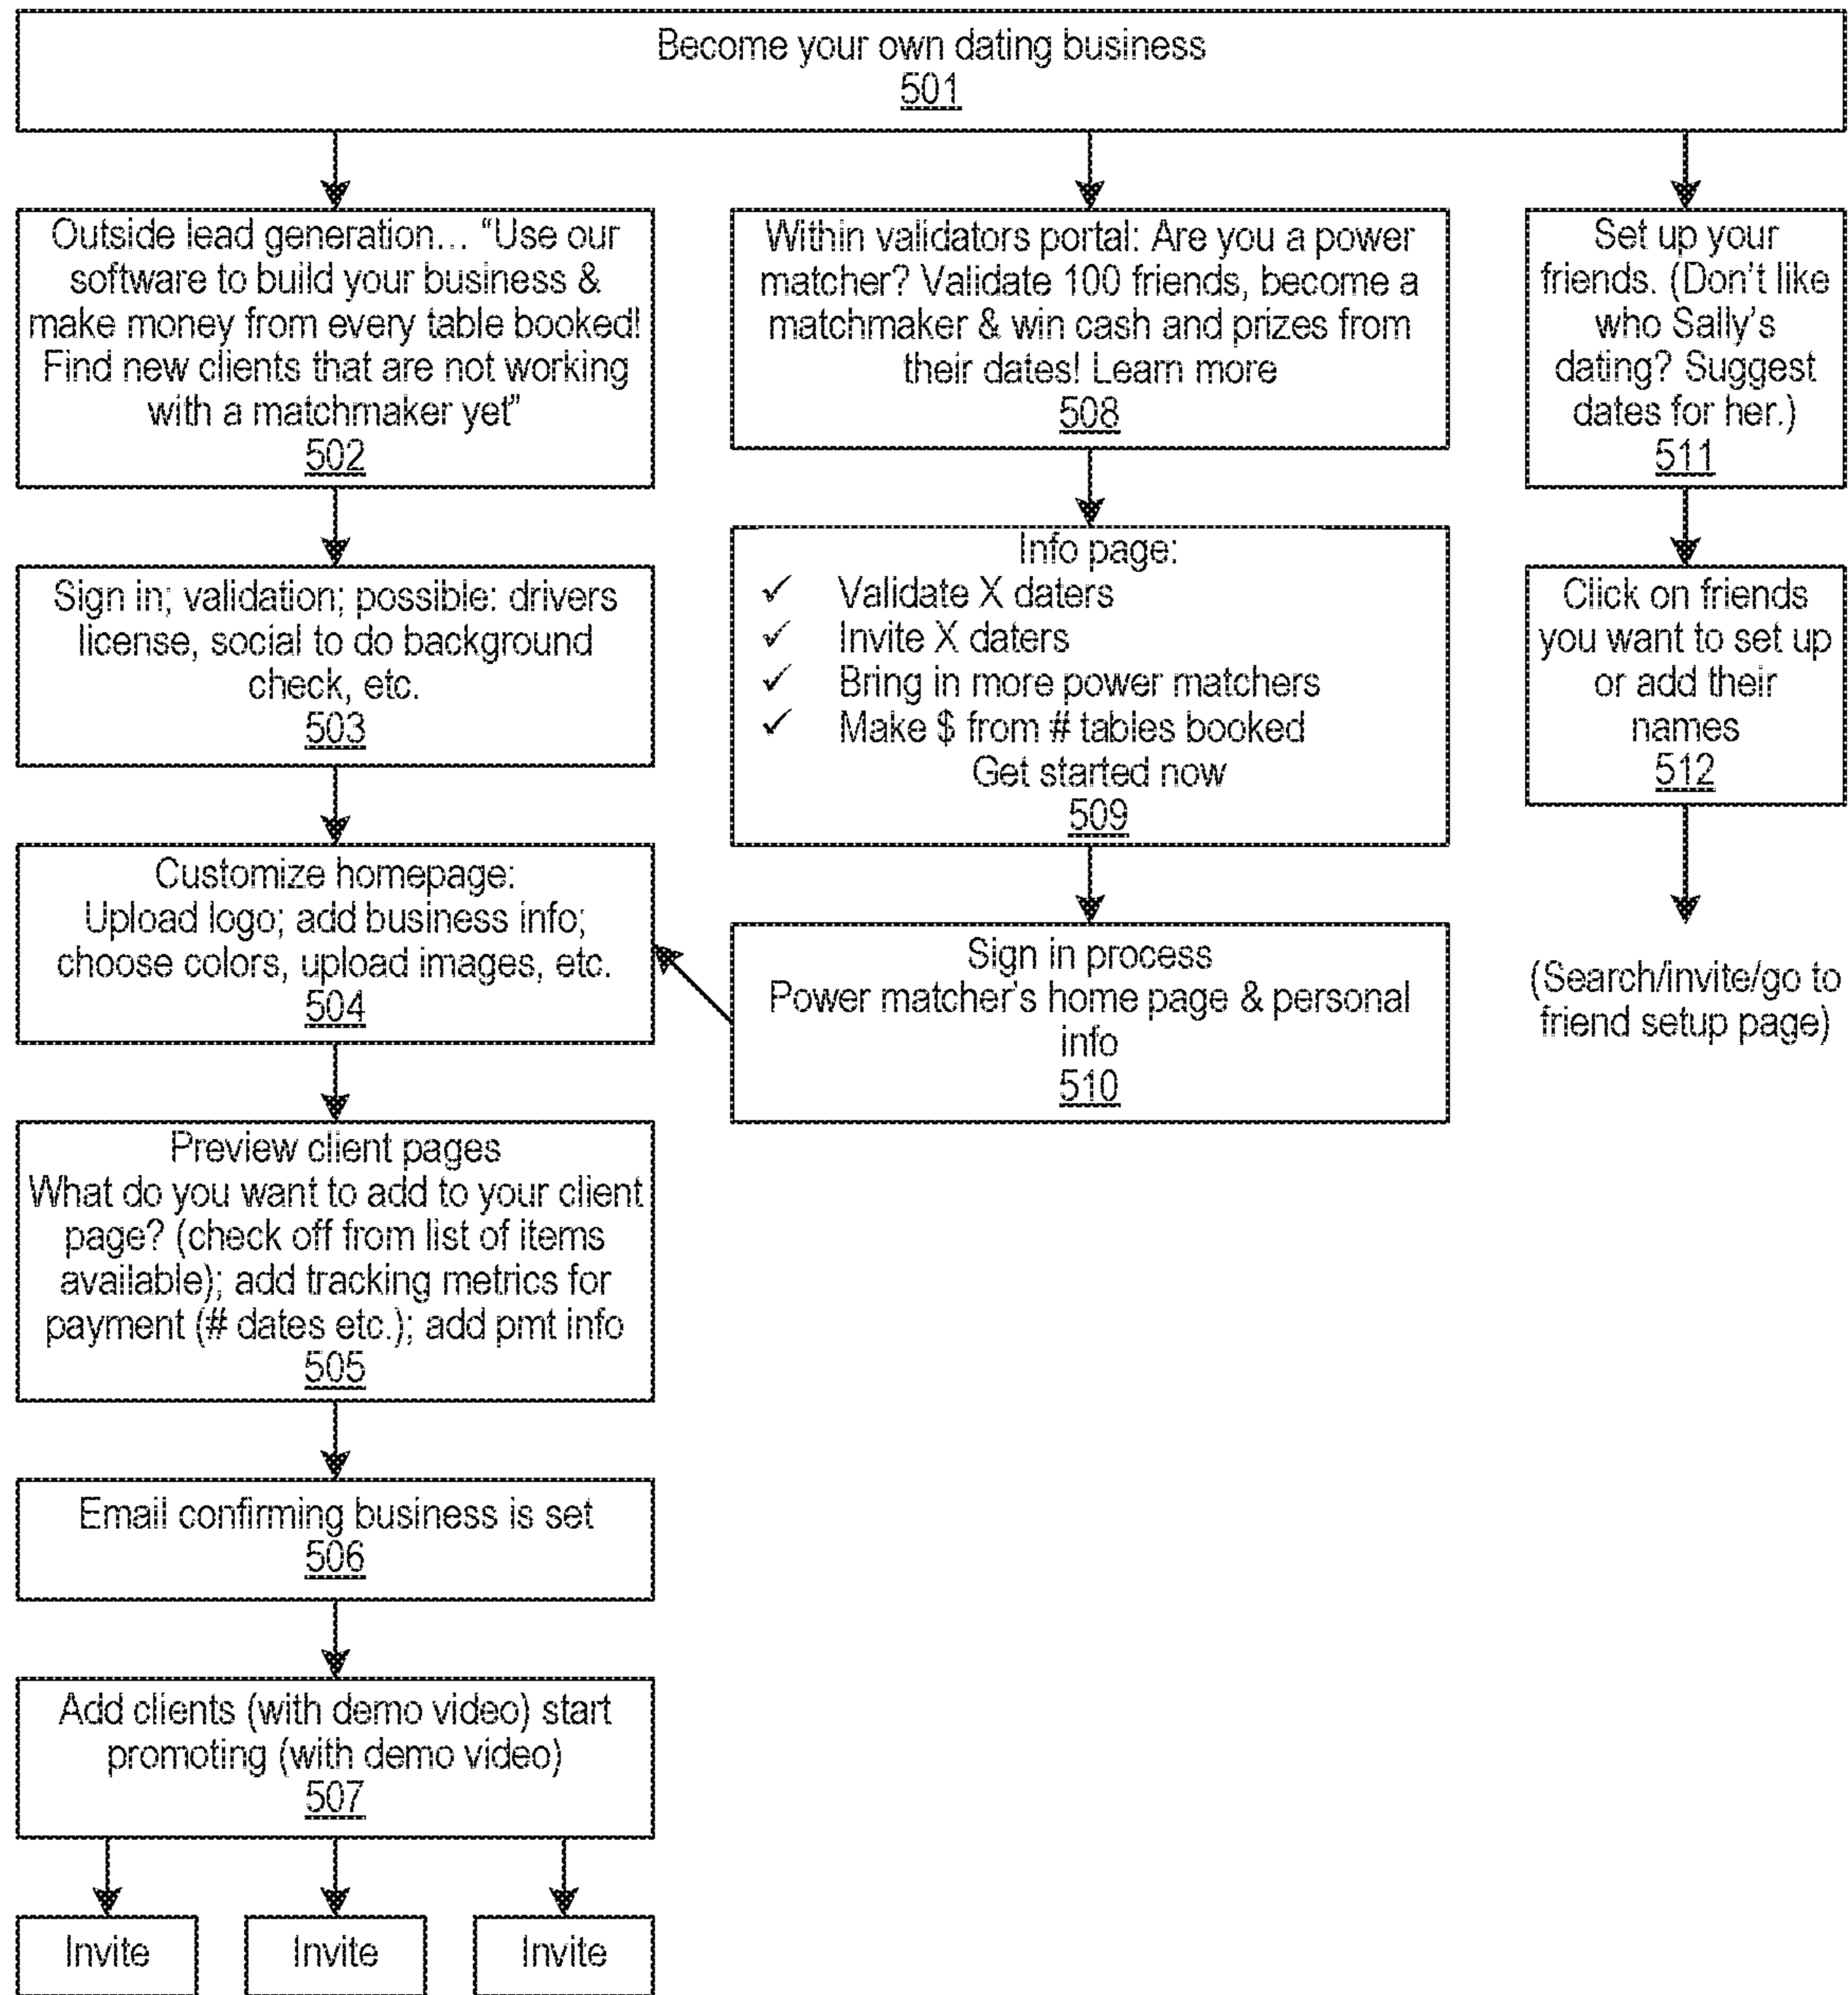 Become your own dating business
501
Outside lead generation... “Use our
software to build your business &
make money from every table booked!
Find new clients that are not working
with a matchmaker yet”
502
Sign in; validation; possible: drivers
license, social to do background
check, etc.
503
Customize homepage:
Upload logo; add business info;
choose colors, upload images, etc.
504
Preview client pages
What do you want to add to your client
page? (check off from list of items
available); add tracking metrics for
payment (# dates etc.); add pmt info
505
Email confirming business is set
506
Add clients (with demo video) start
promoting (with demo video)
507
Invite
Invite
Invite
Within validators portal: Are you a power
matcher? Validate 100 friends, become a
matchmaker & win cash and prizes from
their dates! Learn more
508
Info page:
✓ Validate X daters
✓ Invite X daters
✓ Bring in more power matchers
✓ Make $ from # tables booked
Get started now
509
Sign in process
Power matcher's home page & personal
info
510
Set up your
friends. (Don't like
who Sally's
dating? Suggest
dates for her.)
511
Click on friends
you want to set up
or add their
names
512
(Search/invite/go to
friend setup page)